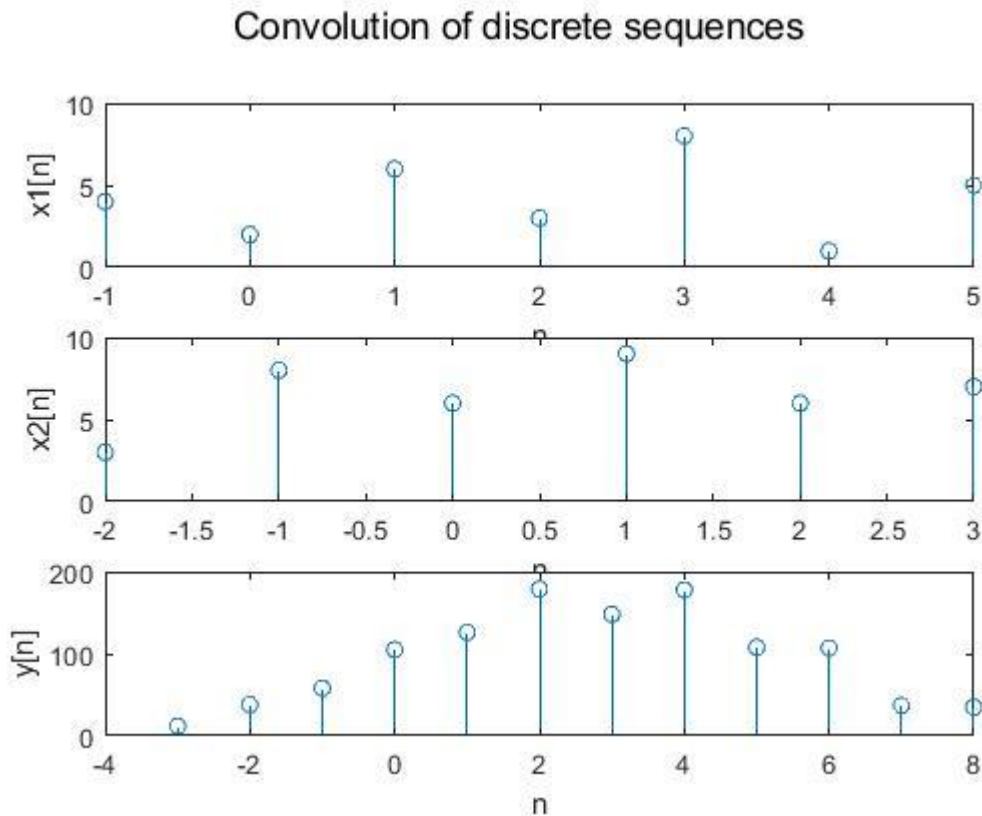 Convolution of discrete sequences
10
5
0
x1[n]
-1 0 1 2 3 4 5
n
10
5
0
x2[n]
-2 -1.5 -1 -0.5 0 0.5 1 1.5 2 2.5 3
n
200
100
0
y[n]
-4 -2 0 2 4 6 8
n